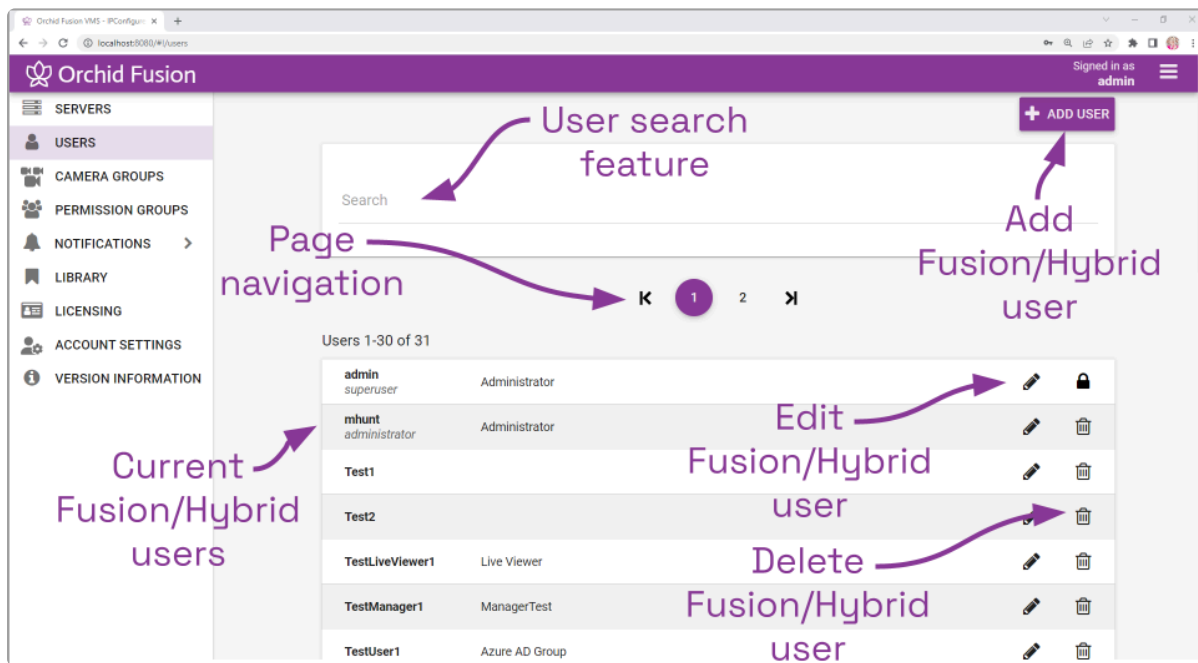 Orchid Fusion VMS - IPConfigur
localhost:8080/#!/users
Orchid Fusion
Signed in as
admin
SERVERS
USERS
CAMERA GROUPS
PERMISSION GROUPS
NOTIFICATIONS
LIBRARY
LICENSING
ACCOUNT SETTINGS
VERSION INFORMATION
ADD USER
User search
feature
Search
Add
Fusion/Hybrid
user
Page
navigation
1 2
Users 1-30 of 31
admin
superuser
Administrator
mhunt
administrator
Administrator
Test1
Test2
TestLiveViewer1 Live Viewer
TestManager1 ManagerTest
TestUser1 Azure AD Group
Current
Fusion/Hybrid
users
Edit
Fusion/Hybrid
user
Delete
Fusion/Hybrid
user